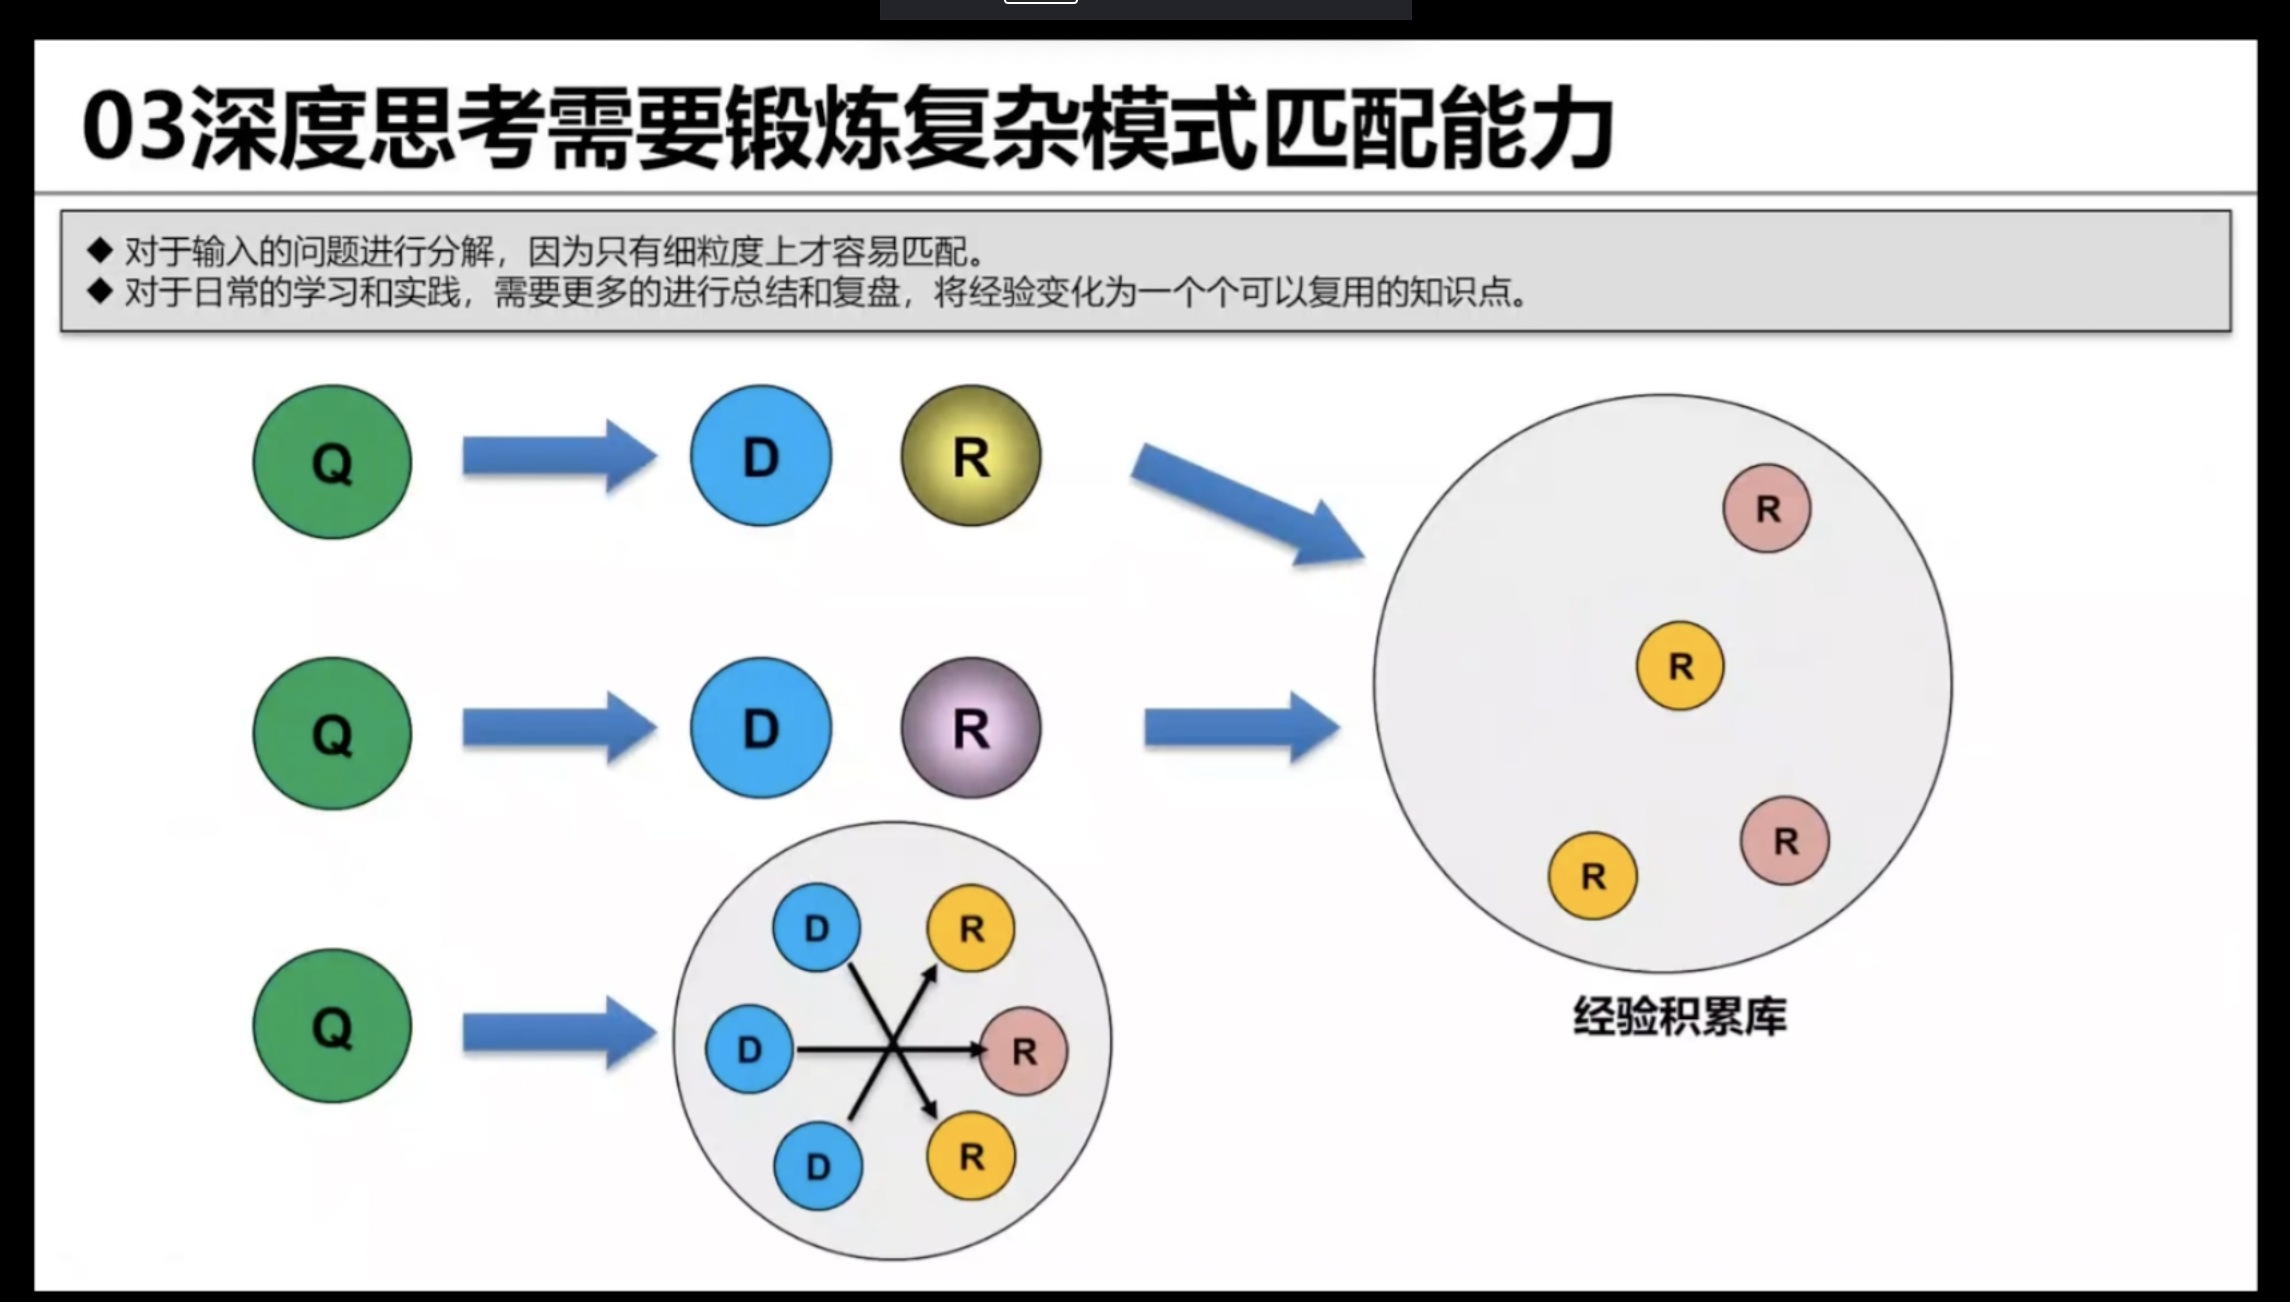 03深度思考需要锻炼复杂模式匹配能力
◆ 对于输入的问题进行分解，因为只有细粒度上才容易匹配。
◆ 对于日常的学习和实践，需要更多的进行总结和复盘，将经验变化为一个个可以复用的知识点。
Q D R
R
R
Q D R
R
R
D R
Q D R
D R
经验积累库